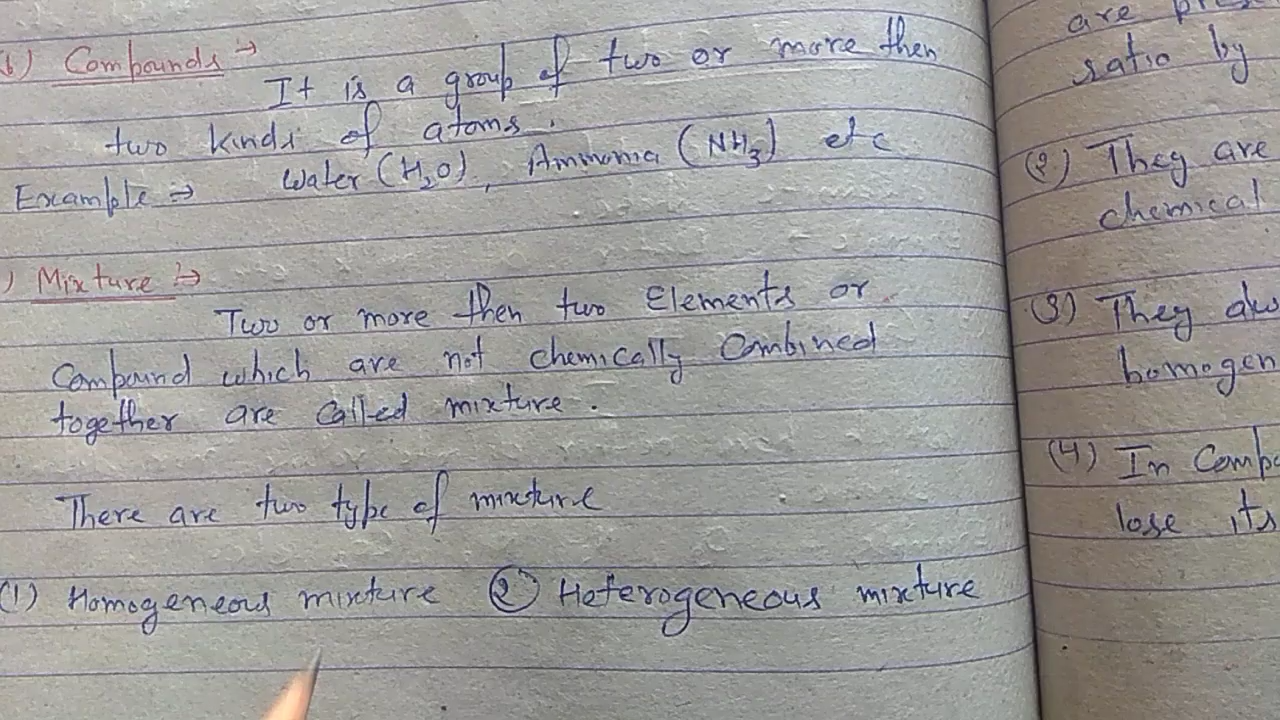 b) Compounds →
It is a group of two or more then
two kinds of atoms.
Example ⇒ Water (H₂O), Ammonia (NH₃) etc
) Mixture :→
Two or more then two Elements or
Compound which are not chemically Combined
together are Called mixture.
There are two type of mixture
(1) Homogeneous mixture ② Heterogeneous mixture
are
ratio by
(2) They are
chemical
(3) They
homogen
(4) In Comp
lose its